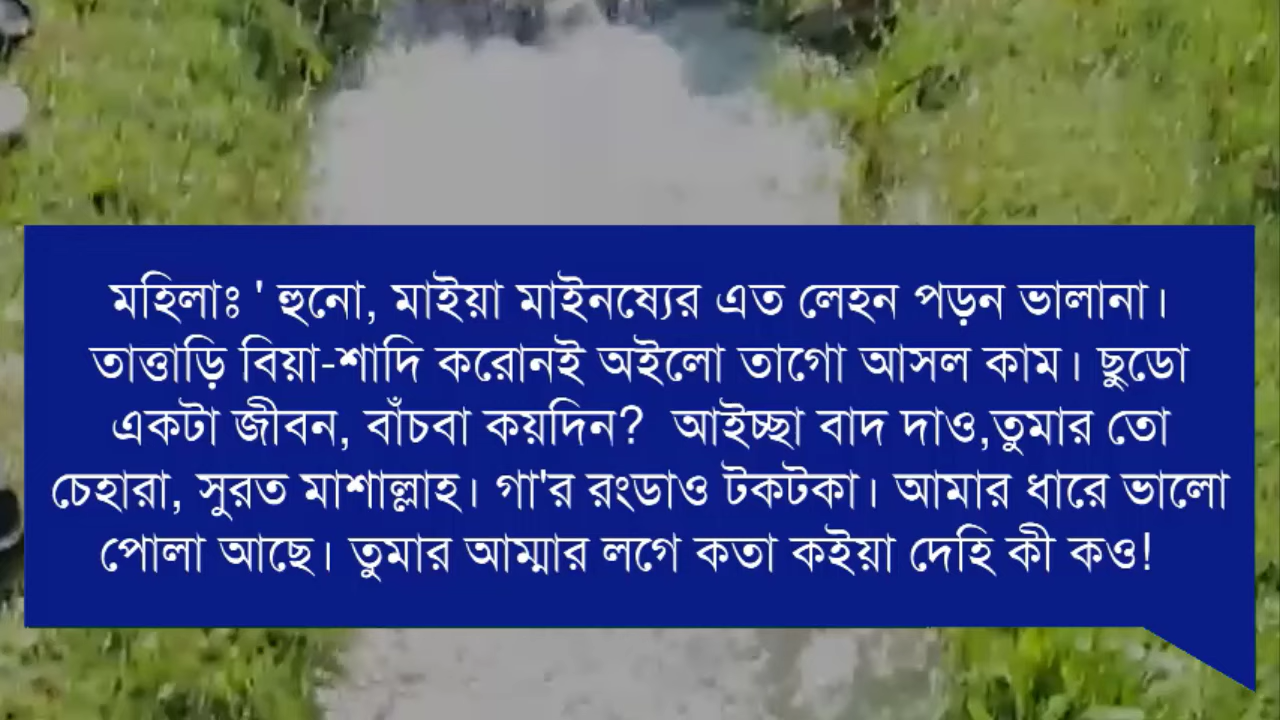 মহিলাঃ ' হুনো, মাইয়া মাইনষ্যের এত লেহন পড়ন ভালানা।
তাত্তাড়ি বিয়া-শাদি করোনই অইলো তাগো আসল কাম। ছুডো
একটা জীবন, বাঁচবা কয়দিন? আইচ্ছা বাদ দাও,তুমার তো
চেহারা, সুরত মাশাল্লাহ। গা'র রংডাও টকটকা। আমার ধারে ভালো
পোলা আছে। তুমার আম্মার লগে কতা কইয়া দেহি কী কও!